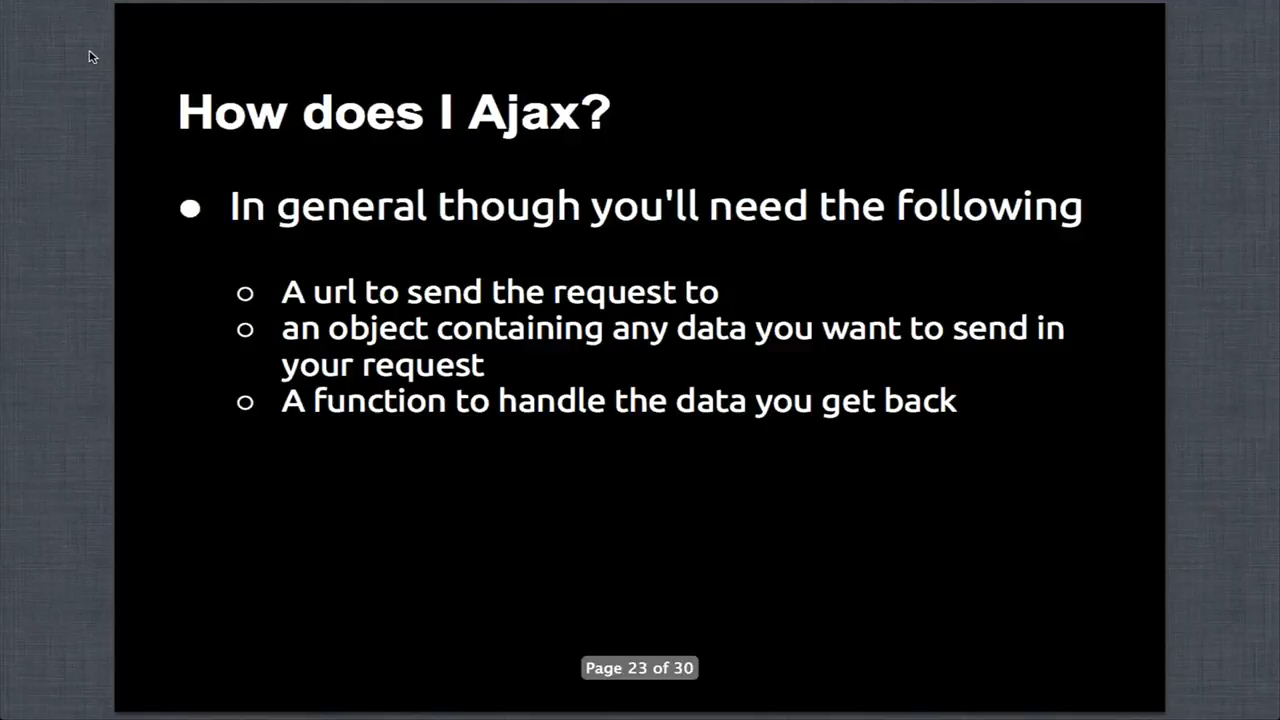 How does I Ajax?
● In general though you'll need the following
○ A url to send the request to
○ an object containing any data you want to send in
your request
○ A function to handle the data you get back
Page 23 of 30